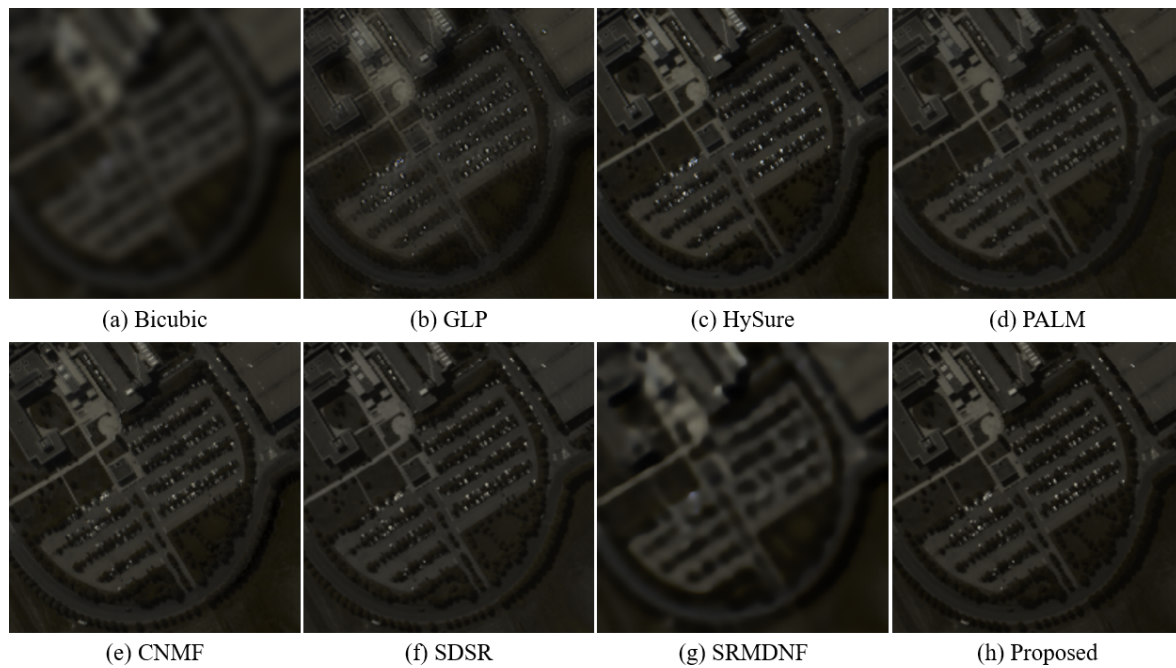 (a) Bicubic
(b) GLP
(c) HySure
(d) PALM
(e) CNMF
(f) SDSR
(g) SRMDNF
(h) Proposed